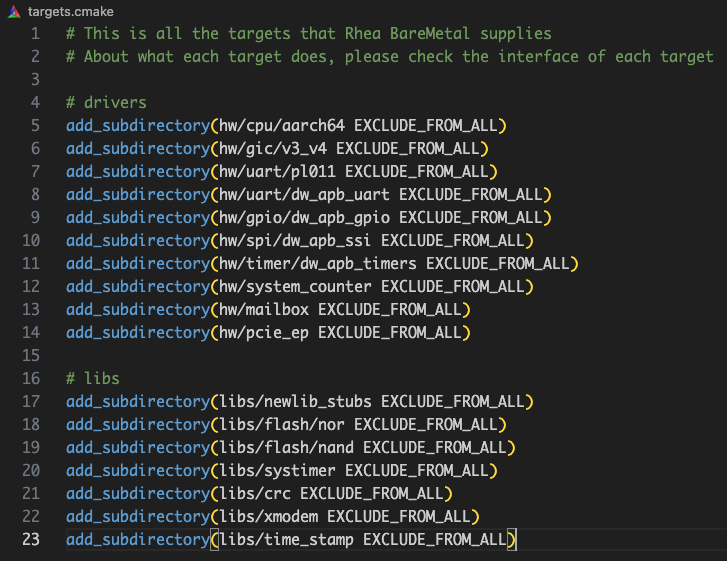 targets.cmake
1 # This is all the targets that Rhea BareMetal supplies
2 # About what each target does, please check the interface of each target
3
4 # drivers
5 add_subdirectory(hw/cpu/aarch64 EXCLUDE_FROM_ALL)
6 add_subdirectory(hw/gic/v3_v4 EXCLUDE_FROM_ALL)
7 add_subdirectory(hw/uart/pl011 EXCLUDE_FROM_ALL)
8 add_subdirectory(hw/uart/dw_apb_uart EXCLUDE_FROM_ALL)
9 add_subdirectory(hw/gpio/dw_apb_gpio EXCLUDE_FROM_ALL)
10 add_subdirectory(hw/spi/dw_apb_ssi EXCLUDE_FROM_ALL)
11 add_subdirectory(hw/timer/dw_apb_timers EXCLUDE_FROM_ALL)
12 add_subdirectory(hw/system_counter EXCLUDE_FROM_ALL)
13 add_subdirectory(hw/mailbox EXCLUDE_FROM_ALL)
14 add_subdirectory(hw/pcie_ep EXCLUDE_FROM_ALL)
15
16 # libs
17 add_subdirectory(libs/newlib_stubs EXCLUDE_FROM_ALL)
18 add_subdirectory(libs/flash/nor EXCLUDE_FROM_ALL)
19 add_subdirectory(libs/flash/nand EXCLUDE_FROM_ALL)
20 add_subdirectory(libs/systimer EXCLUDE_FROM_ALL)
21 add_subdirectory(libs/crc EXCLUDE_FROM_ALL)
22 add_subdirectory(libs/xmodem EXCLUDE_FROM_ALL)
23 add_subdirectory(libs/time_stamp EXCLUDE_FROM_ALL)